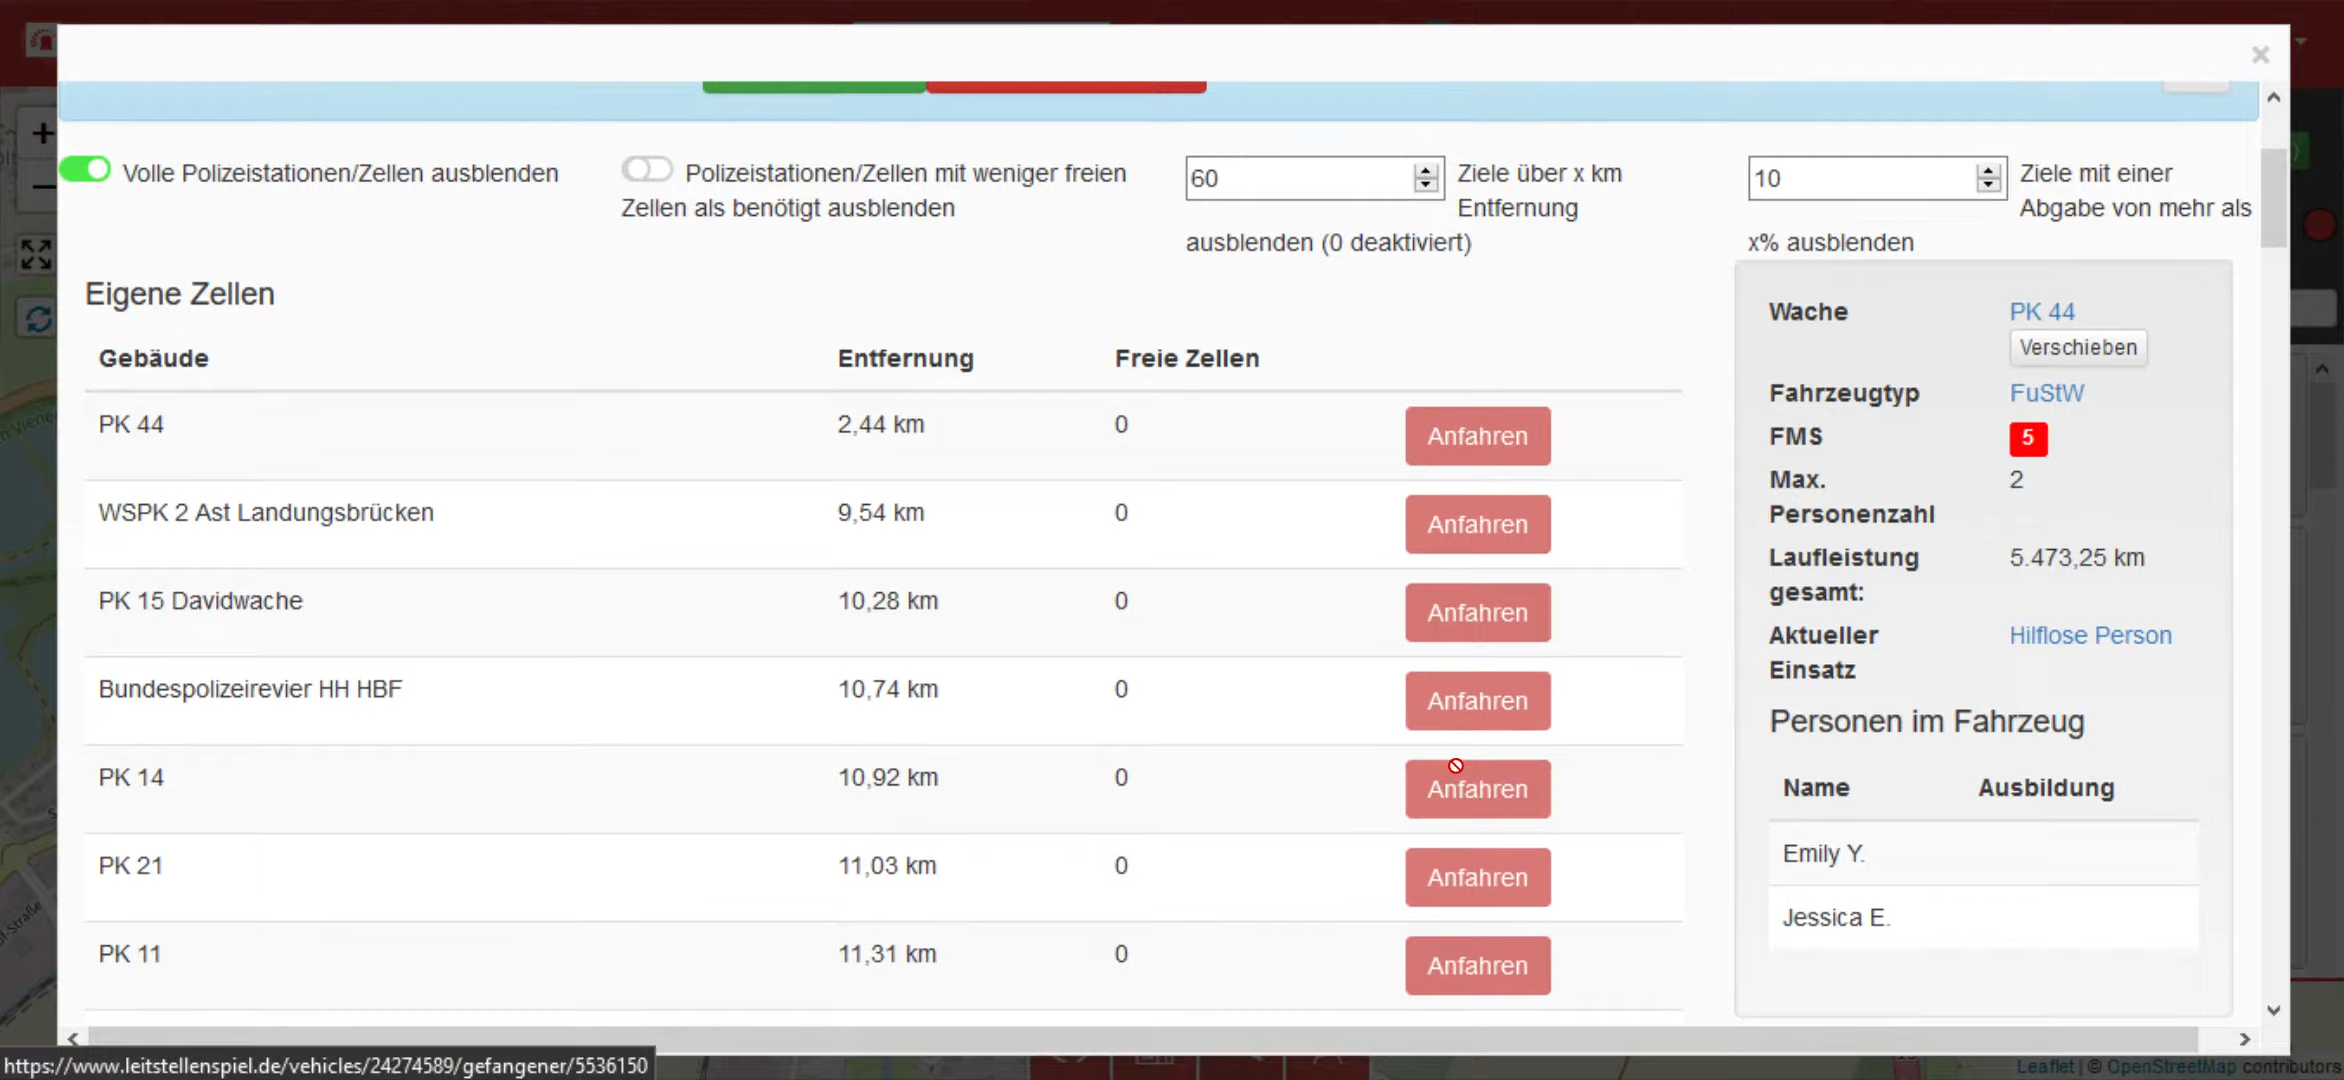 ×
Volle Polizeistationen/Zellen ausblenden
Polizeistationen/Zellen mit weniger freien
Zellen als benötigt ausblenden
60
Ziele über x km
Entfernung
ausblenden (0 deaktiviert)
10
Ziele mit einer
Abgabe von mehr als
x% ausblenden
Eigene Zellen
Gebäude Entfernung Freie Zellen
PK 44 2,44 km 0 Anfahren
WSPK 2 Ast Landungsbrücken 9,54 km 0 Anfahren
PK 15 Davidwache 10,28 km 0 Anfahren
Bundespolizeirevier HH HBF 10,74 km 0 Anfahren
PK 14 10,92 km 0 Anfahren
PK 21 11,03 km 0 Anfahren
PK 11 11,31 km 0 Anfahren
Wache PK 44
Verschieben
Fahrzeugtyp FuStW
FMS 5
Max. 2
Personenzahl
Laufleistung 5.473,25 km
gesamt:
Aktueller Hilflose Person
Einsatz
Personen im Fahrzeug
Name Ausbildung
Emily Y.
Jessica E.
https://www.leitstellenspiel.de/vehicles/24274589/gefangener/5536150
Leaflet | © OpenStreetMap contributors